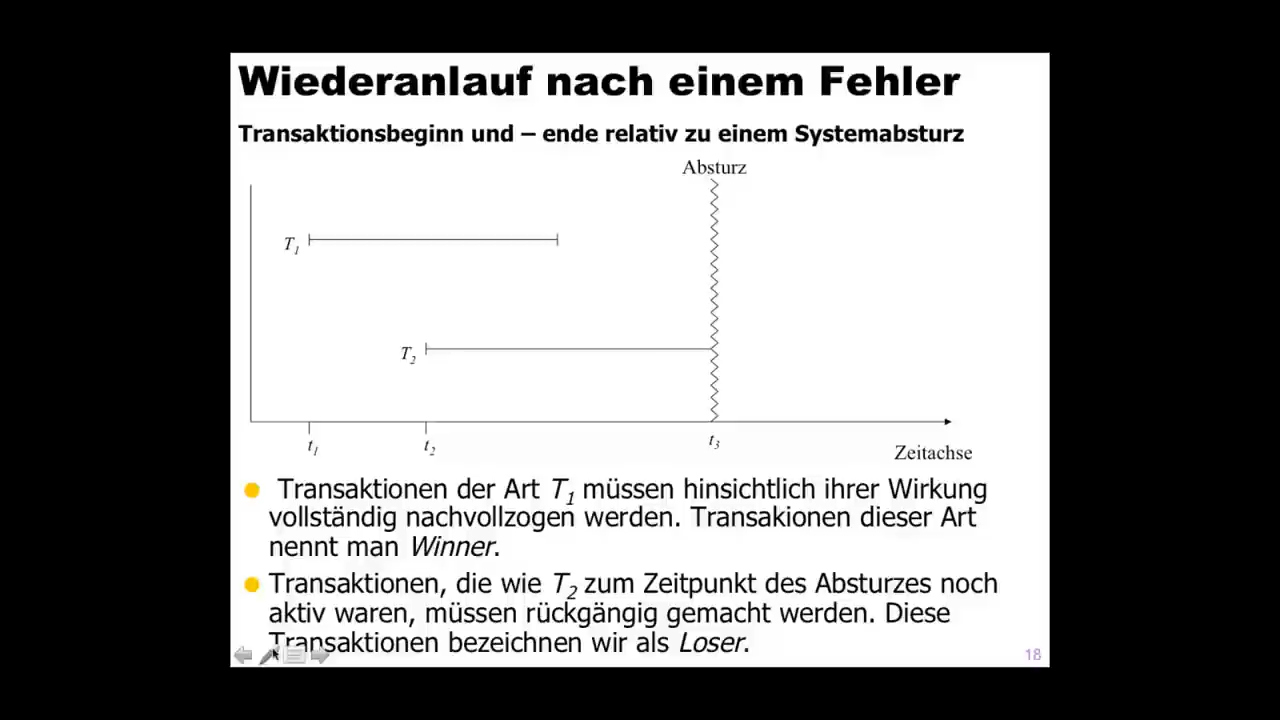 Wiederanlauf nach einem Fehler
Transaktionsbeginn und – ende relativ zu einem Systemabsturz
Absturz
T1
T2
t1 t2 t3
Zeitachse
Transaktionen der Art T1 müssen hinsichtlich ihrer Wirkung
vollständig nachvollzogen werden. Transakionen dieser Art
nennt man Winner.
Transaktionen, die wie T2 zum Zeitpunkt des Absturzes noch
aktiv waren, müssen rückgängig gemacht werden. Diese
Transaktionen bezeichnen wir als Loser.
18